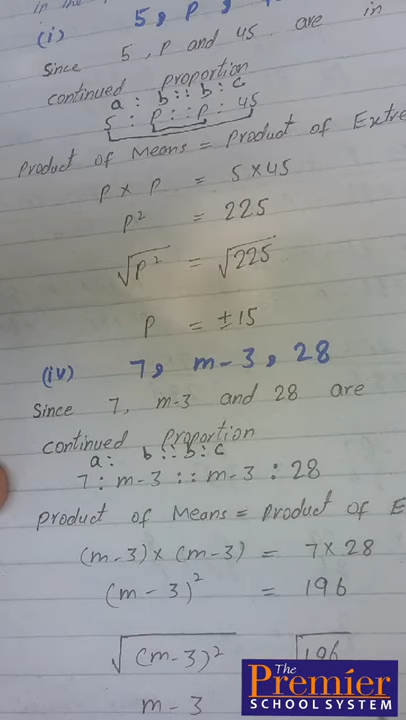 in the
(i) 5, P,
Since 5, P and 45 are in
continued proportion
a : b :: b : c
5 : P :: P : 45
Product of Means = Product of Extre
P × P = 5 × 45
P² = 225
√P² = √225
P = ±15
(iv) 7, m-3, 28
Since 7, m-3 and 28 are
continued proportion
a : b :: b : c
7 : m-3 :: m-3 : 28
Product of Means = Product of E
(m-3) × (m-3) = 7 × 28
(m-3)² = 196
√(m-3)² √196
m-3
The
Premier
SCHOOL SYSTEM